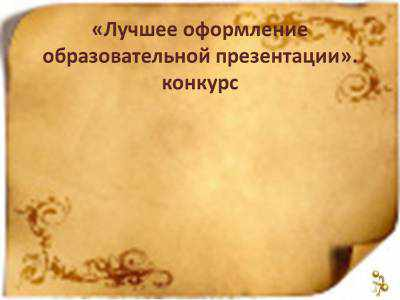 «Лучшее оформление
образовательной презентации».
конкурс